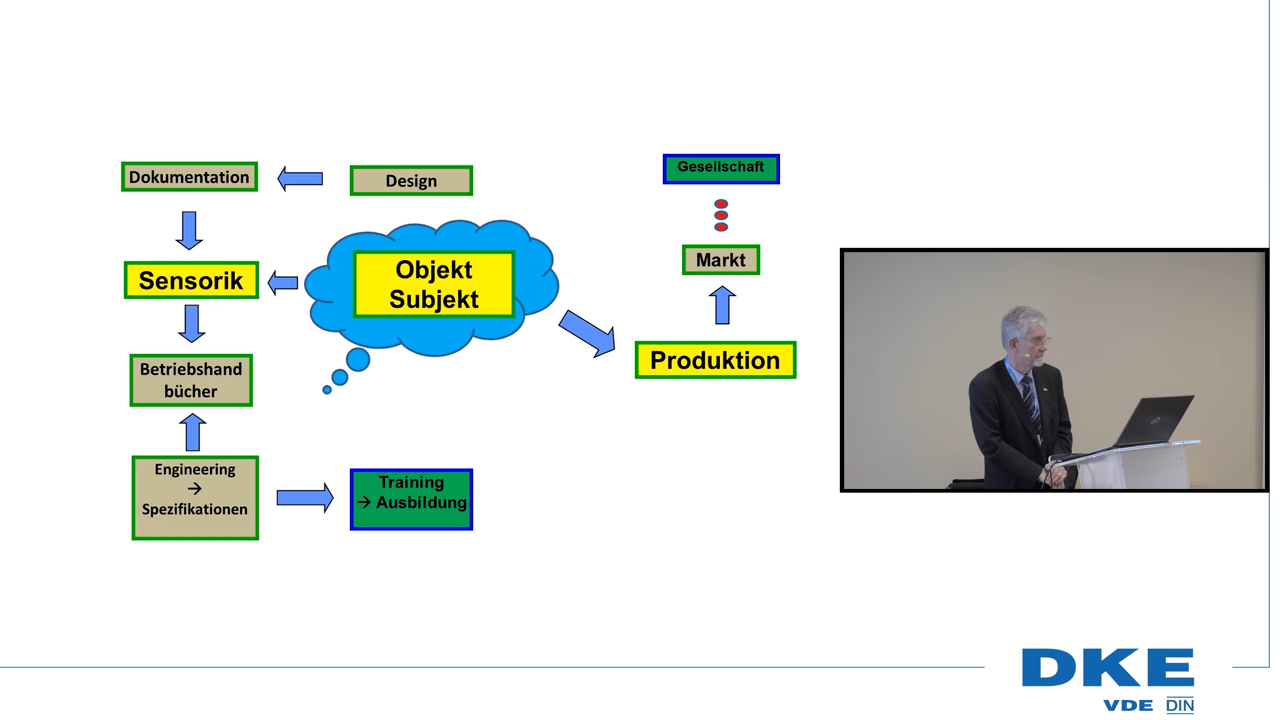 Dokumentation
Design
Sensorik
Objekt
Subjekt
Betriebshand
bücher
Engineering
→
Spezifikationen
Training
→ Ausbildung
Gesellschaft
Markt
Produktion
DKE
VDE DIN